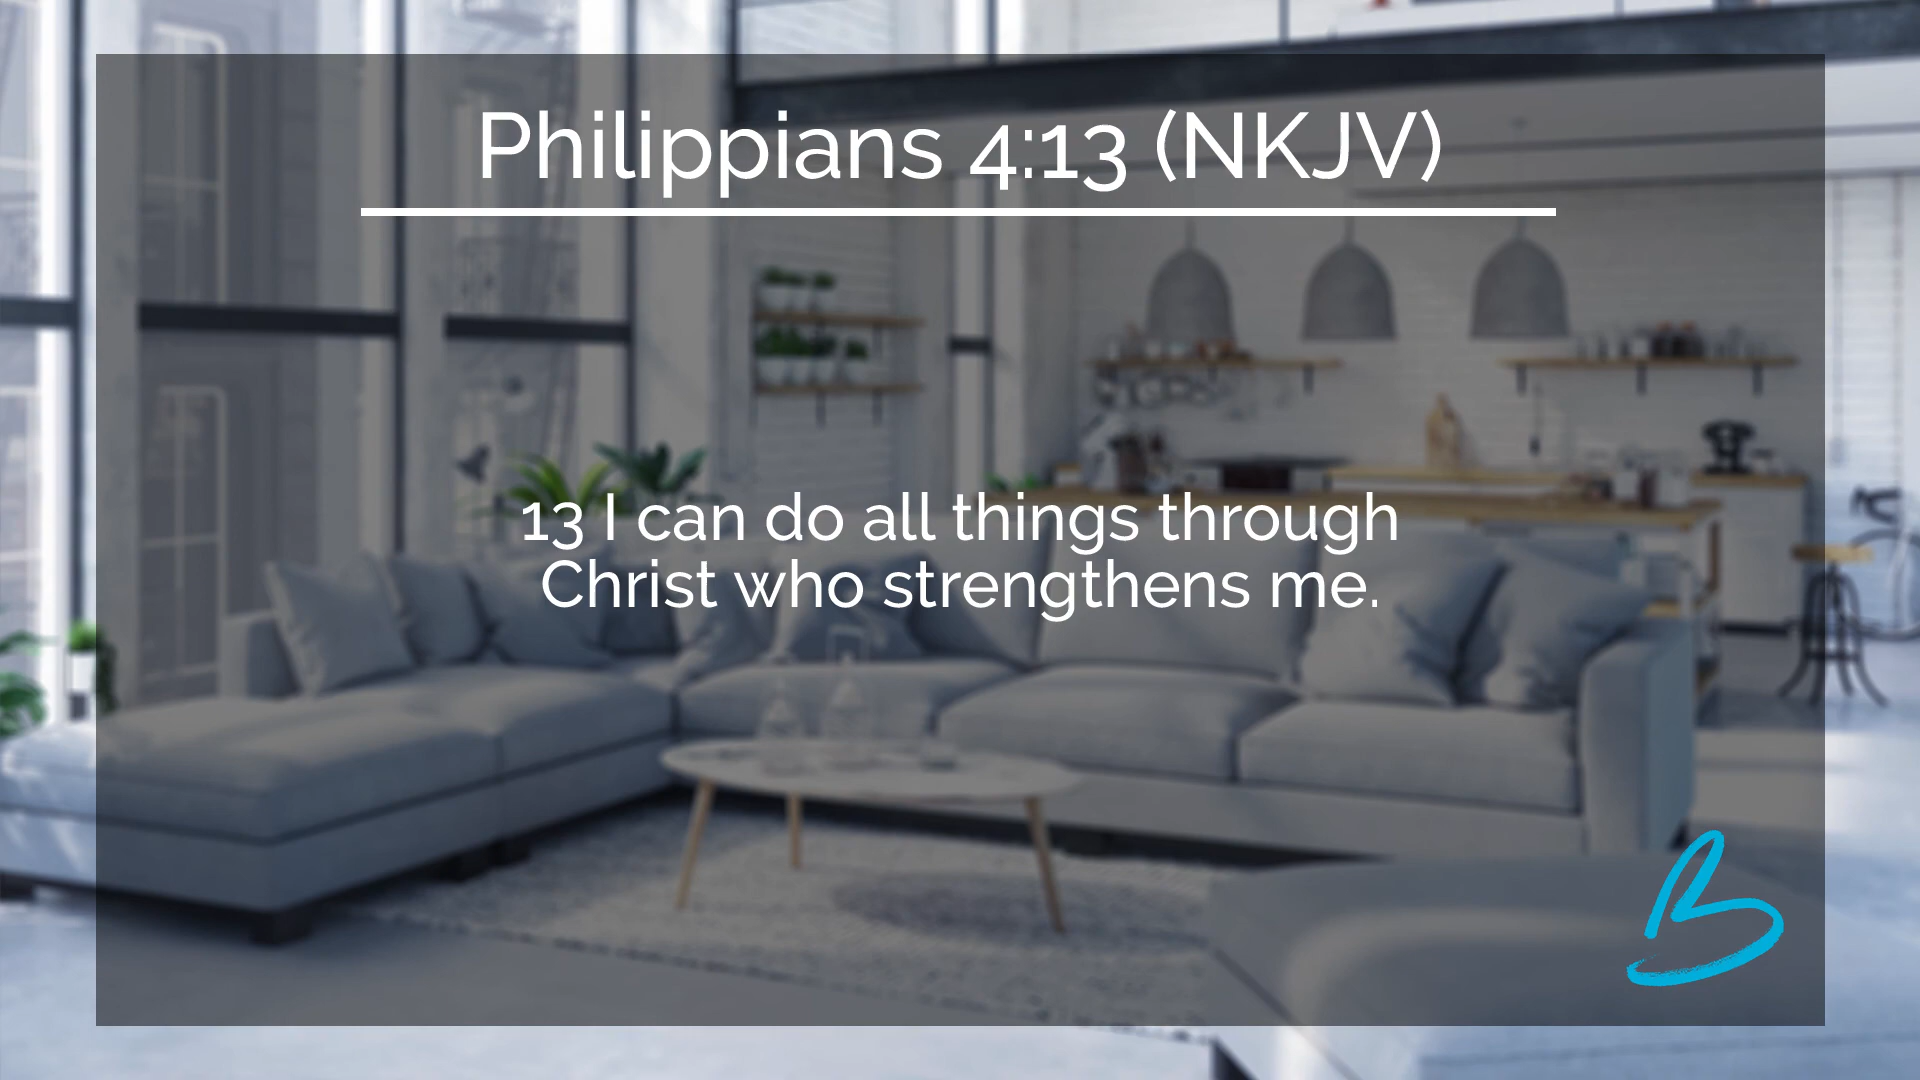 Philippians 4:13 (NKJV)
13 I can do all things through
Christ who strengthens me.
B